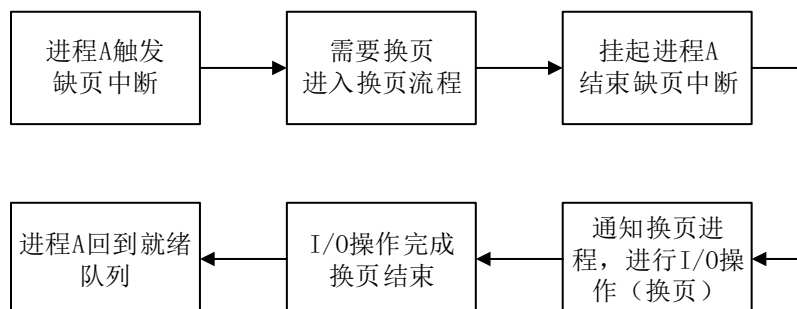 进程A触发
缺页中断
需要换页
进入换页流程
挂起进程A
结束缺页中断
通知换页进
程，进行I/O操
作（换页）
I/O操作完成
换页结束
进程A回到就绪
队列